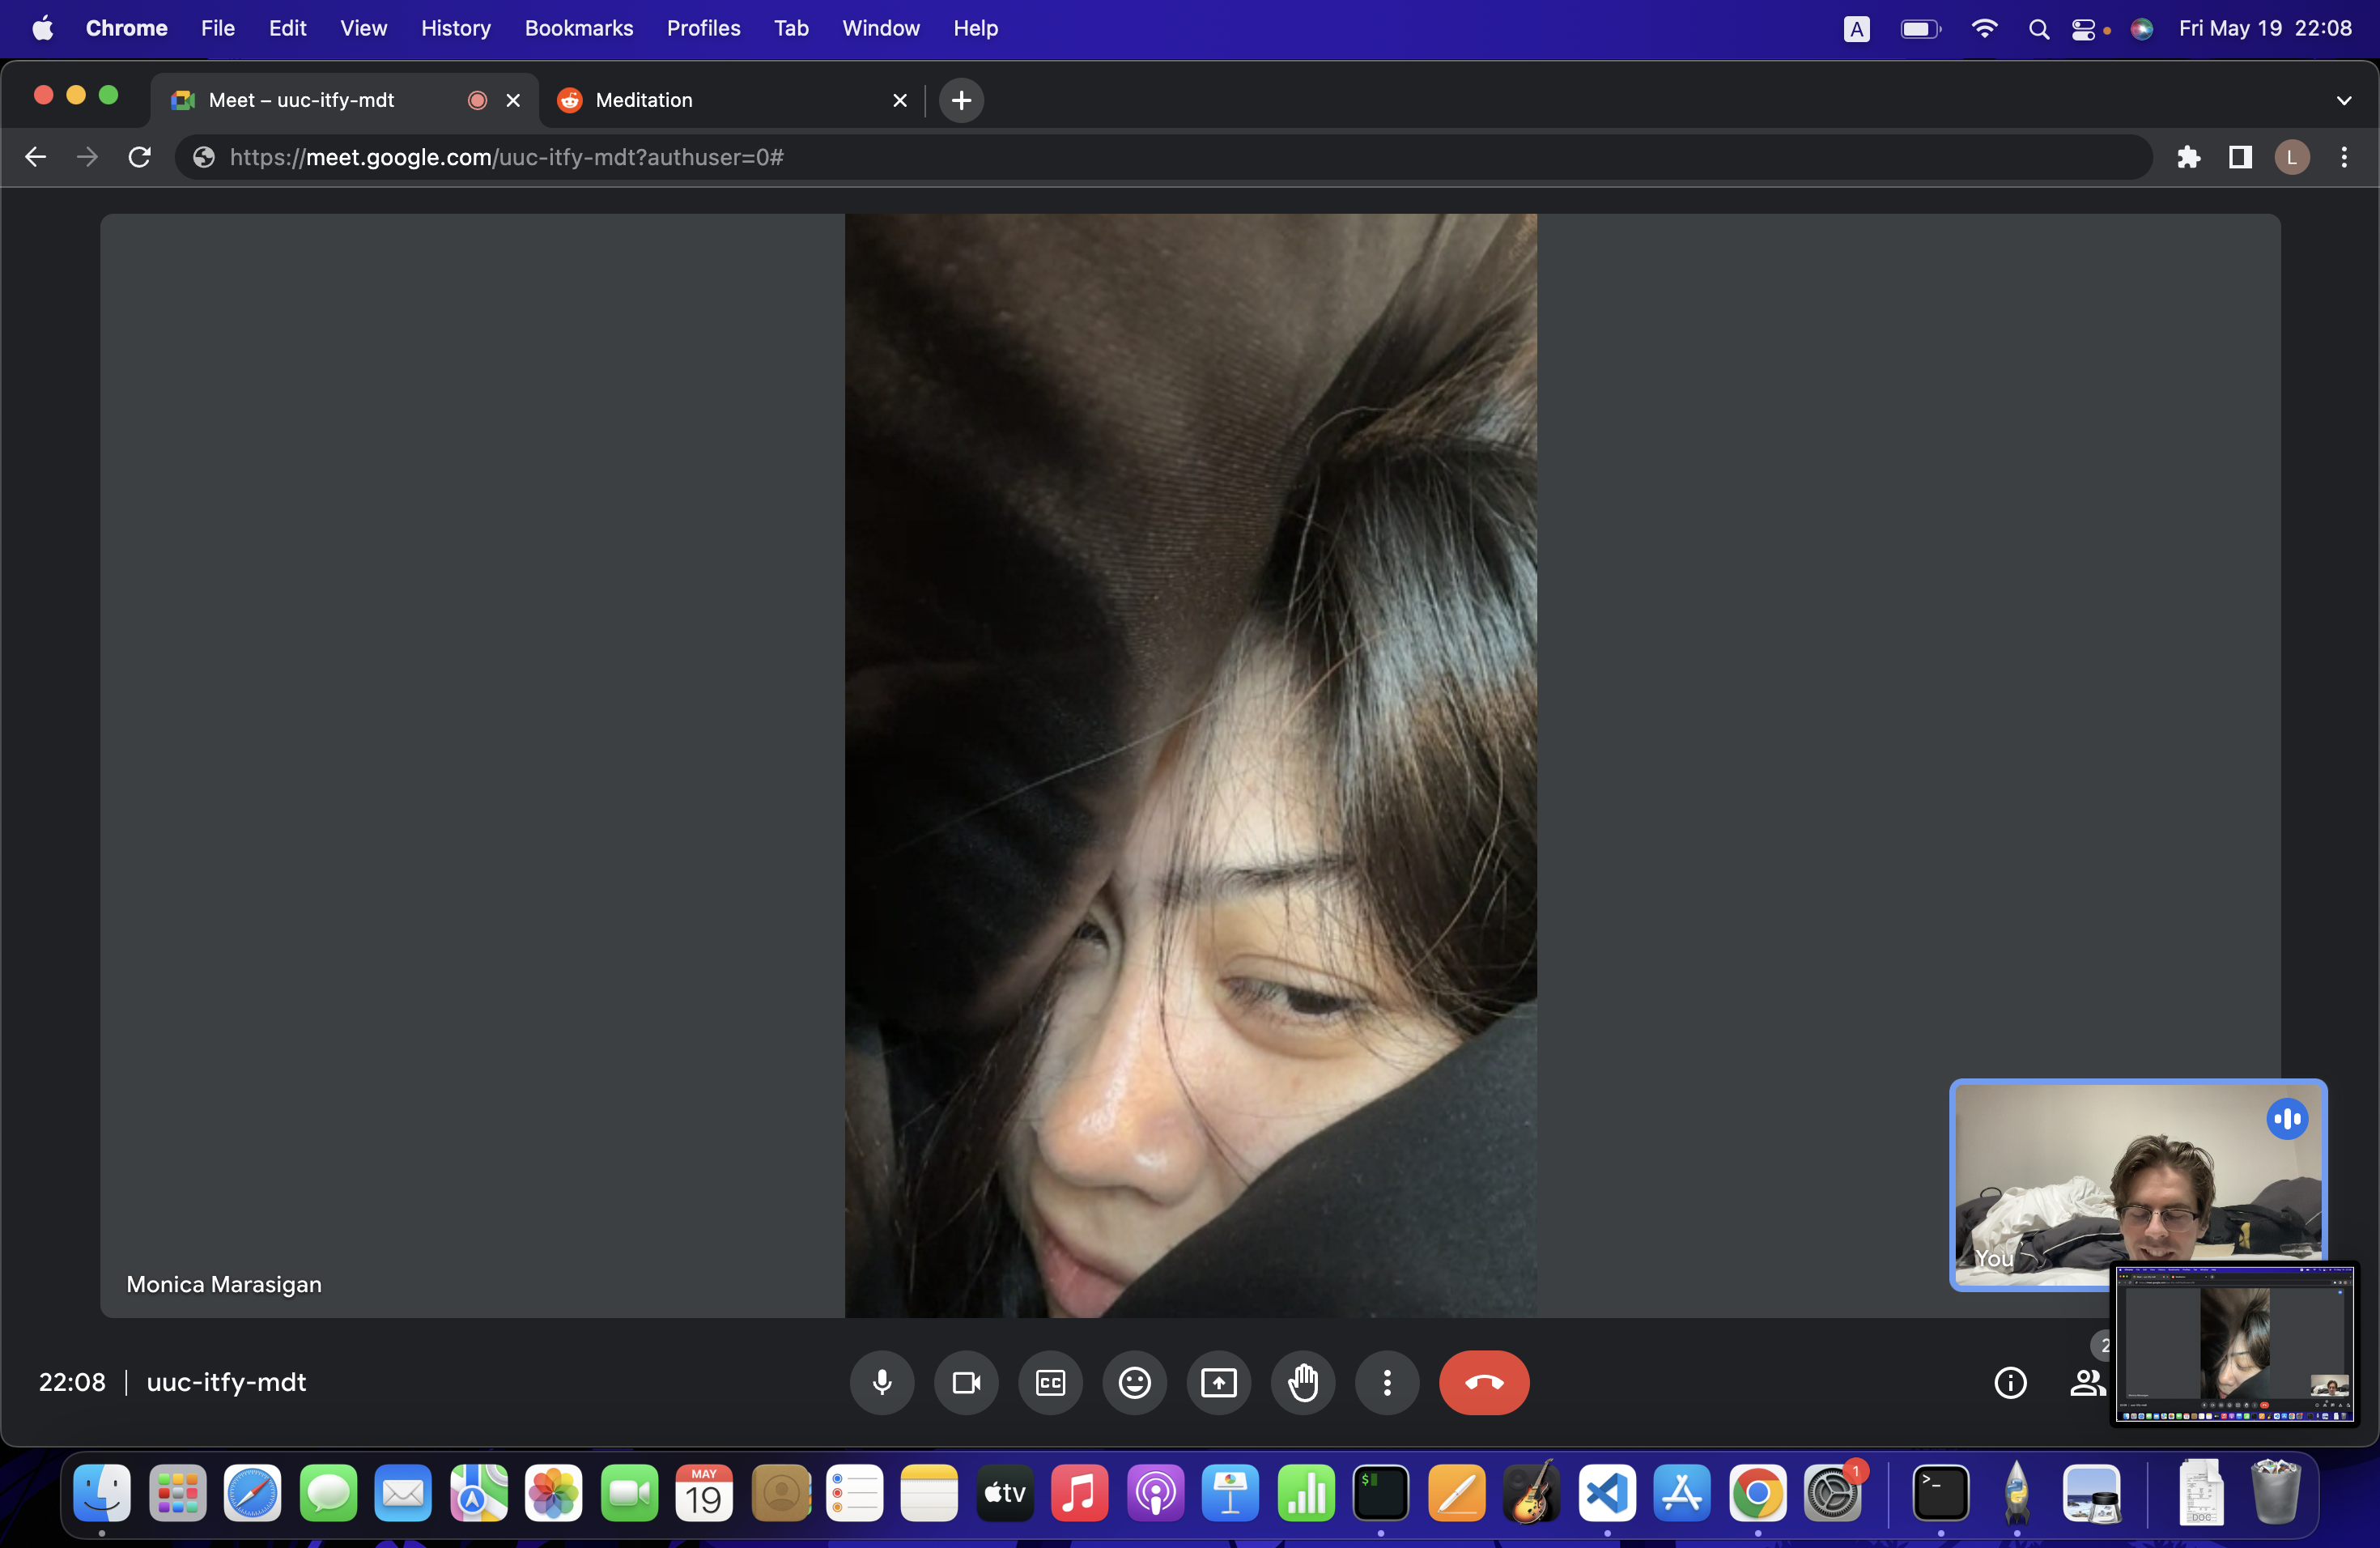 Chrome File Edit View History Bookmarks Profiles Tab Window Help A Fri May 19 22:08
Meet – uuc-itfy-mdt Meditation
https://meet.google.com/uuc-itfy-mdt?authuser=0# L
You
Monica Marasigan
22:08 | uuc-itfy-mdt CC 2
MAY
19
tv
$
1
>_
DOC